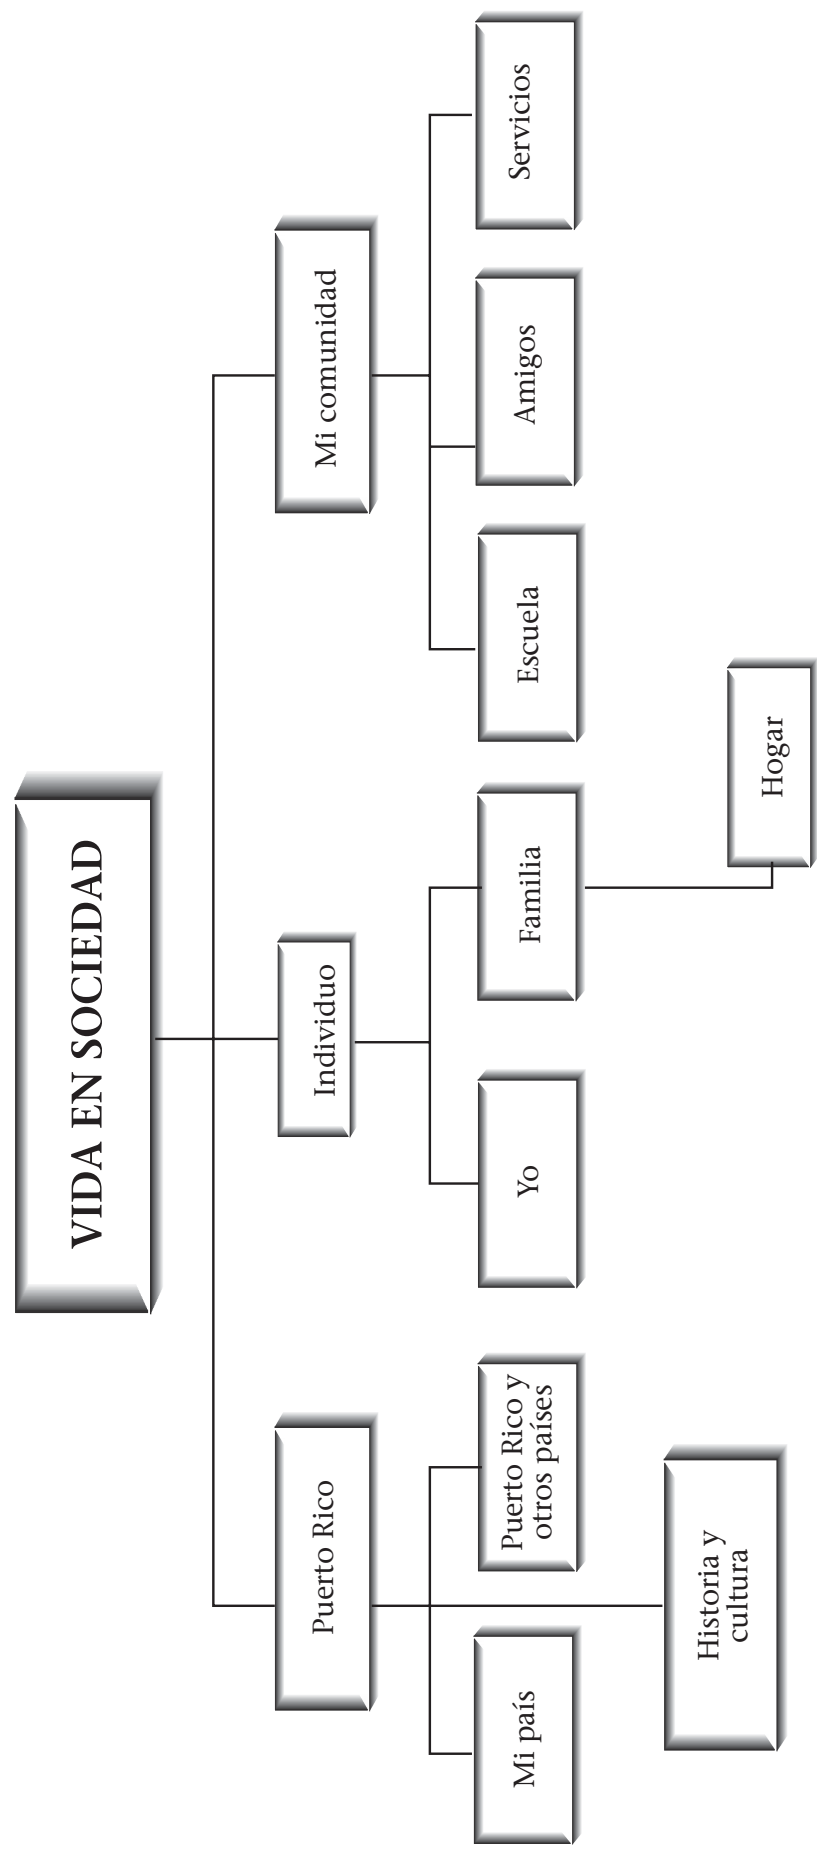 VIDA EN SOCIEDAD
Puerto Rico
Individuo
Mi comunidad
Mi país
Puerto Rico y
otros países
Yo
Familia
Escuela
Amigos
Servicios
Historia y
cultura
Hogar